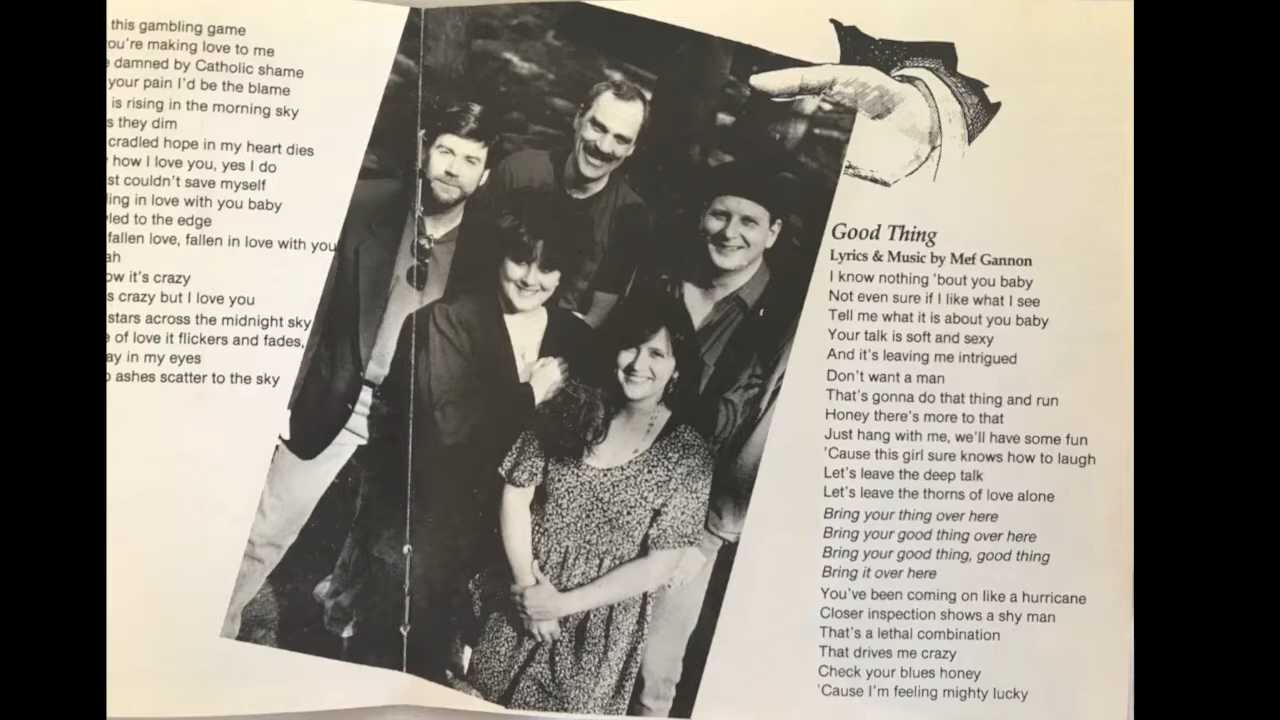 this gambling game
ou're making love to me
damned by Catholic shame
your pain I'd be the blame
is rising in the morning sky
s they dim
cradled hope in my heart dies
how I love you, yes I do
st couldn't save myself
ling in love with you baby
led to the edge
fallen love, fallen in love with you
ah
ow it's crazy
s crazy but I love you
stars across the midnight sky
of love it flickers and fades,
ay in my eyes
ashes scatter to the sky
Good Thing
Lyrics & Music by Mef Gannon
I know nothing 'bout you baby
Not even sure if I like what I see
Tell me what it is about you baby
Your talk is soft and sexy
And it's leaving me intrigued
Don't want a man
That's gonna do that thing and run
Honey there's more to that
Just hang with me, we'll have some fun
'Cause this girl sure knows how to laugh
Let's leave the deep talk
Let's leave the thorns of love alone
Bring your thing over here
Bring your good thing over here
Bring your good thing, good thing
Bring it over here
You've been coming on like a hurricane
Closer inspection shows a shy man
That's a lethal combination
That drives me crazy
Check your blues honey
'Cause I'm feeling mighty lucky